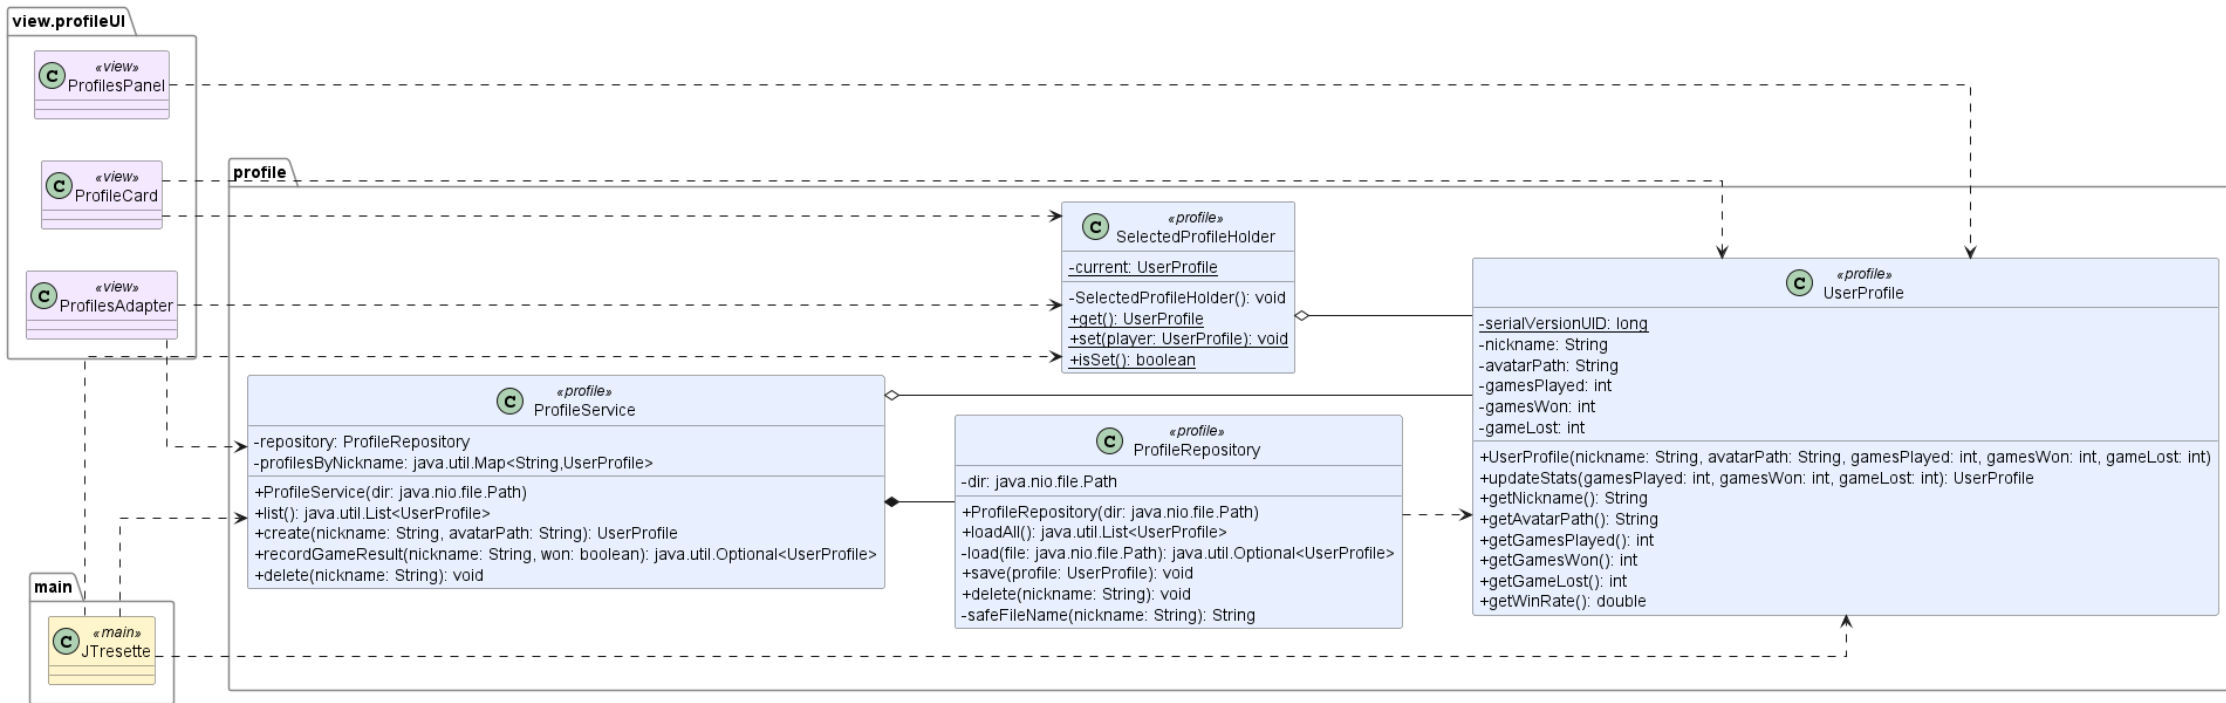 view.profileUI
C
«view»
ProfilesPanel
C
«view»
ProfileCard
C
«view»
ProfilesAdapter
profile
C
«profile»
SelectedProfileHolder
-current: UserProfile
-SelectedProfileHolder(): void
+get(): UserProfile
+set(player: UserProfile): void
+isSet(): boolean
C
«profile»
UserProfile
-serialVersionUID: long
-nickname: String
-avatarPath: String
-gamesPlayed: int
-gamesWon: int
-gameLost: int
+UserProfile(nickname: String, avatarPath: String, gamesPlayed: int, gamesWon: int, gameLost: int)
+updateStats(gamesPlayed: int, gamesWon: int, gameLost: int): UserProfile
+getNickname(): String
+getAvatarPath(): String
+getGamesPlayed(): int
+getGamesWon(): int
+getGameLost(): int
+getWinRate(): double
C
«profile»
ProfileService
-repository: ProfileRepository
-profilesByNickname: java.util.Map<String,UserProfile>
+ProfileService(dir: java.nio.file.Path)
+list(): java.util.List<UserProfile>
+create(nickname: String, avatarPath: String): UserProfile
+recordGameResult(nickname: String, won: boolean): java.util.Optional<UserProfile>
+delete(nickname: String): void
C
«profile»
ProfileRepository
-dir: java.nio.file.Path
+ProfileRepository(dir: java.nio.file.Path)
+loadAll(): java.util.List<UserProfile>
-load(file: java.nio.file.Path): java.util.Optional<UserProfile>
+save(profile: UserProfile): void
+delete(nickname: String): void
-safeFileName(nickname: String): String
main
C
«main»
JTresette